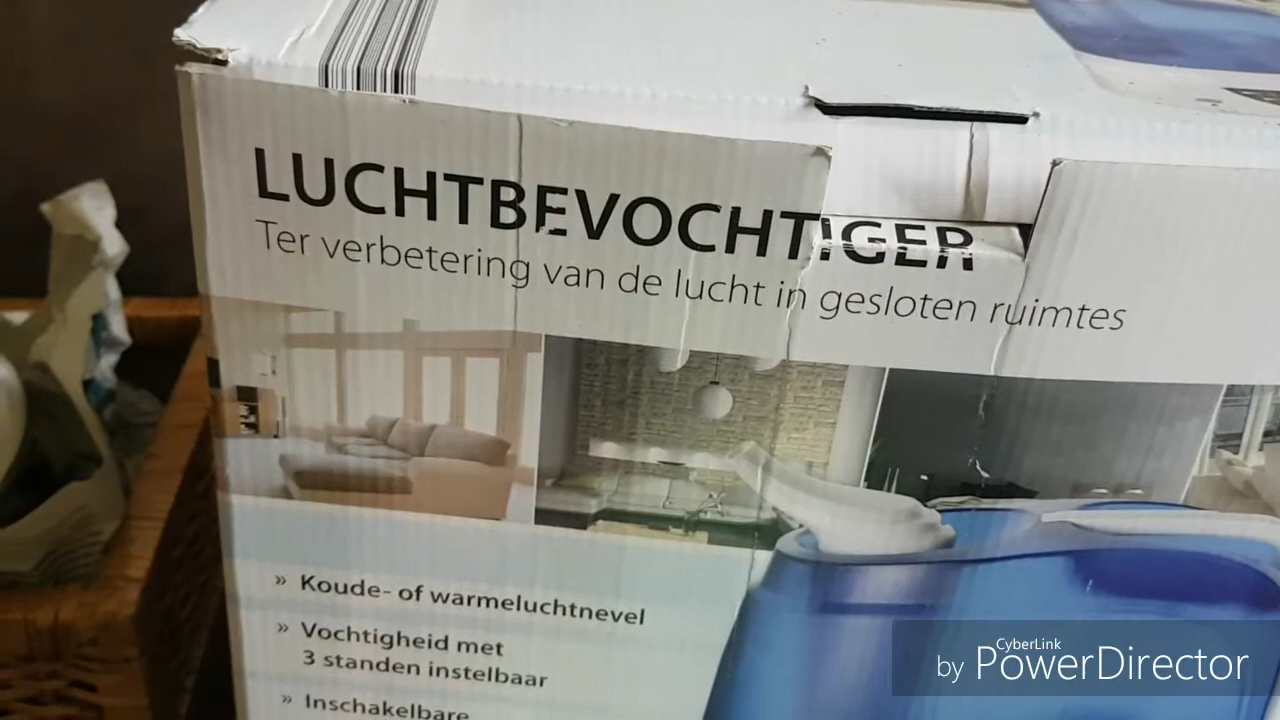 LUCHTBEVOCHTIGER
Ter verbetering van de lucht in gesloten ruimtes
» Koude- of warmeluchtnevel
» Vochtigheid met
3 standen instelbaar
» Inschakelbare
by CyberLink PowerDirector